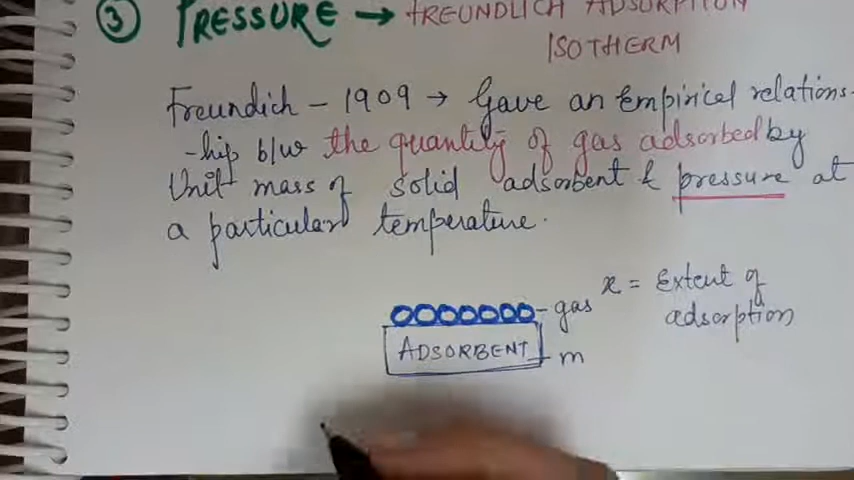 ③ PRESSURE → FREUNDLICH ADSORPTION
ISOTHERM
Freundich - 1909 → Gave an empirical relations-
-hip b/w the quantity of gas adsorbed by
Unit mass of solid adsorbent & pressure at
a particular temperature.
x = Extent of
adsorption
gas
ADSORBENT
m